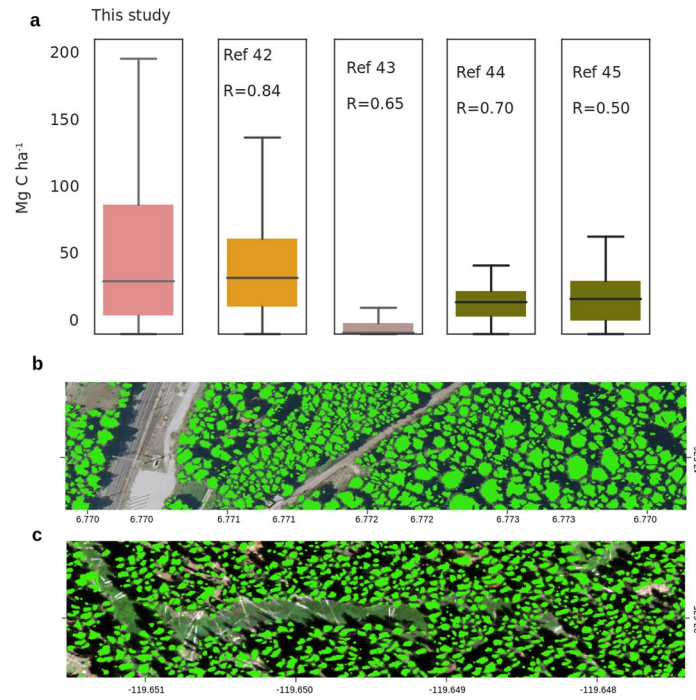 a
This study
200
150
100
50
0
Mg C ha⁻¹
Ref 42
R=0.84
Ref 43
R=0.65
Ref 44
R=0.70
Ref 45
R=0.50
b
6.770 6.770 6.771 6.771 6.772 6.772 6.773 6.773 6.770
c
-119.651 -119.650 -119.649 -119.648